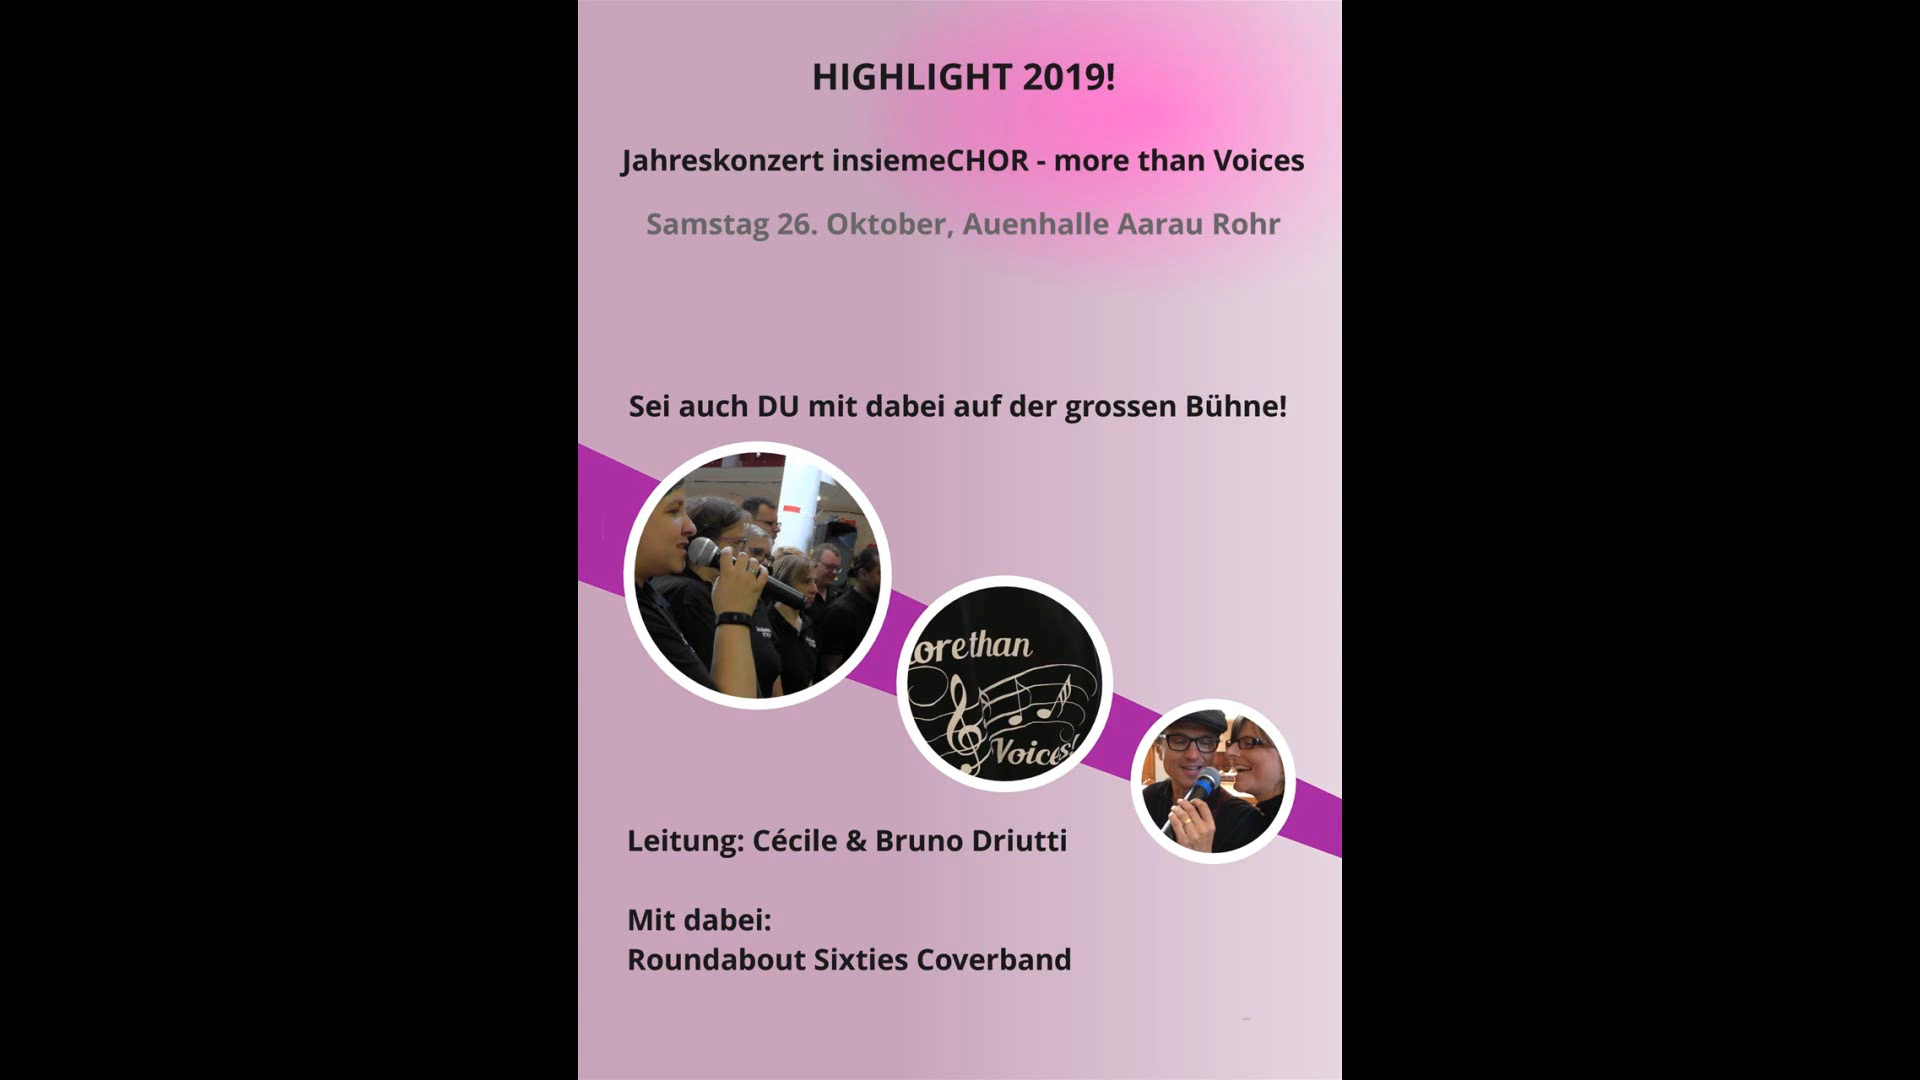 HIGHLIGHT 2019!
Jahreskonzert insiemeCHOR - more than Voices
Samstag 26. Oktober, Auenhalle Aarau Rohr
Sei auch DU mit dabei auf der grossen Bühne!
orethan
Voices!
Leitung: Cécile & Bruno Driutti
Mit dabei:
Roundabout Sixties Coverband